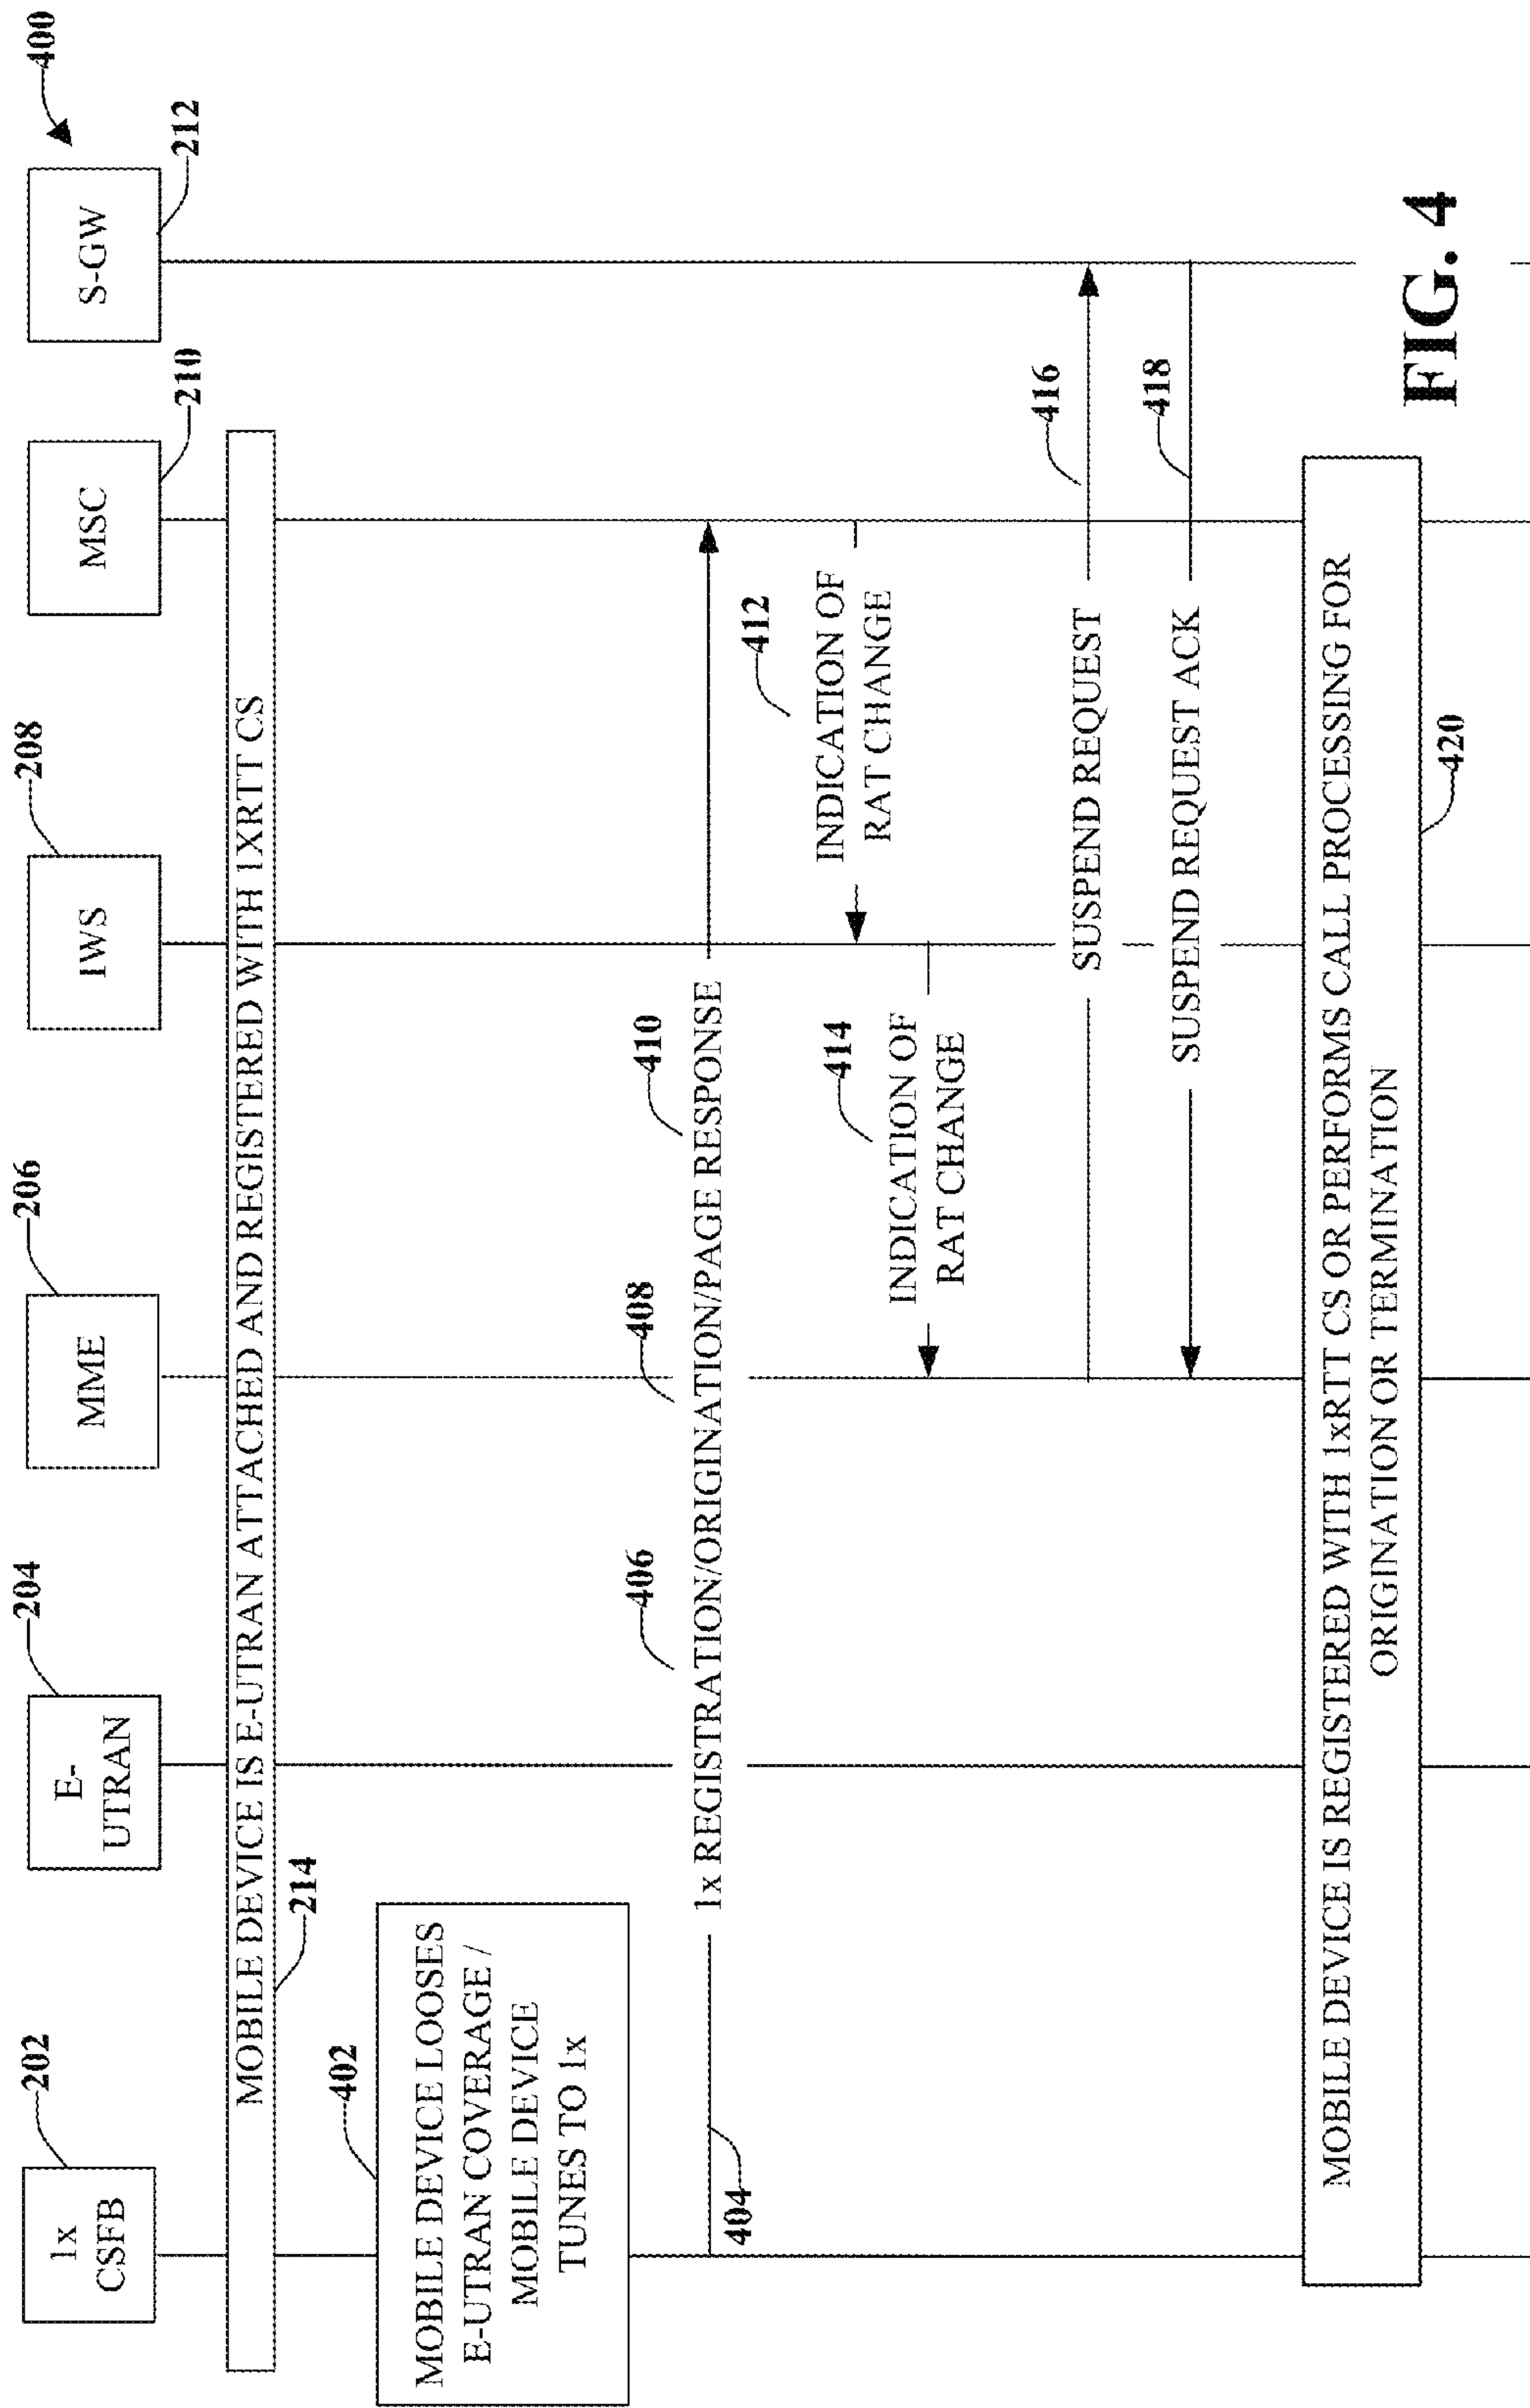 400
202
204
206
208
210
212
1x
CSFB
E-
UTRAN
MME
IWS
MSC
S-GW
MOBILE DEVICE IS E-UTRAN ATTACHED AND REGISTERED WITH 1XRTT CS
214
402
MOBILE DEVICE LOOSES
E-UTRAN COVERAGE /
MOBILE DEVICE
TUNES TO 1x
404
406
408
410
1x REGISTRATION/ORIGINATION/PAGE RESPONSE
412
INDICATION OF
RAT CHANGE
414
INDICATION OF
RAT CHANGE
416
SUSPEND REQUEST
418
SUSPEND REQUEST ACK
MOBILE DEVICE IS REGISTERED WITH 1xRTT CS OR PERFORMS CALL PROCESSING FOR
ORIGINATION OR TERMINATION
420
FIG. 4